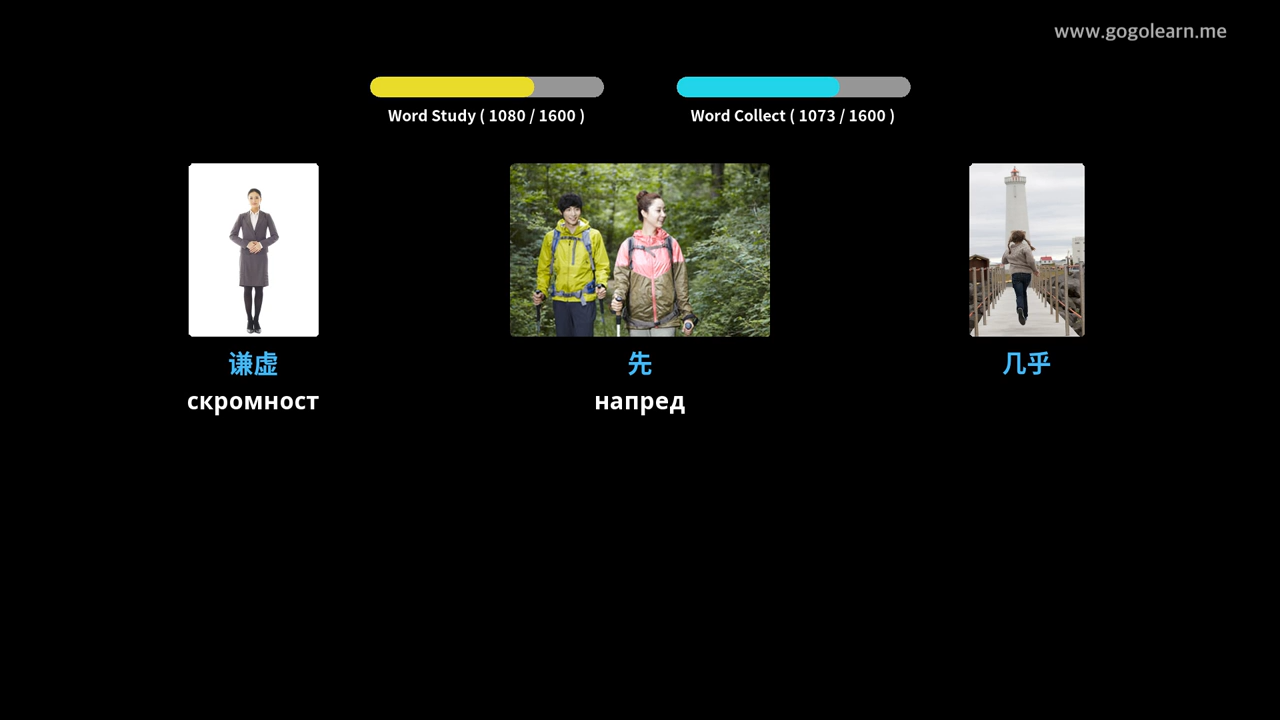 www.gogolearn.me
Word Study ( 1080 / 1600 )
Word Collect ( 1073 / 1600 )
谦虚
先
几乎
скромност
напред